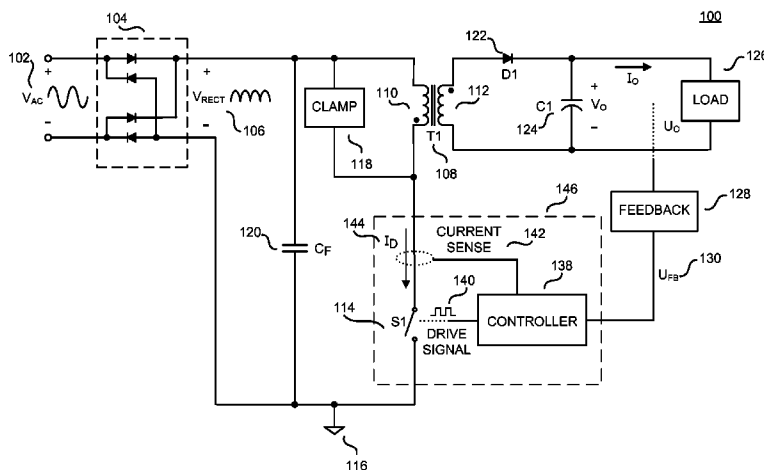 100
104
122
126
102
+
D1
I_O
V_AC
V_RECT
CLAMP
110
112
C1
124
+
V_O
-
LOAD
+
-
-
106
118
T1
108
U_O
146
144
I_D
CURRENT
SENSE
142
FEEDBACK
128
120
C_F
138
U_FB
130
140
114
S1
DRIVE
SIGNAL
CONTROLLER
116